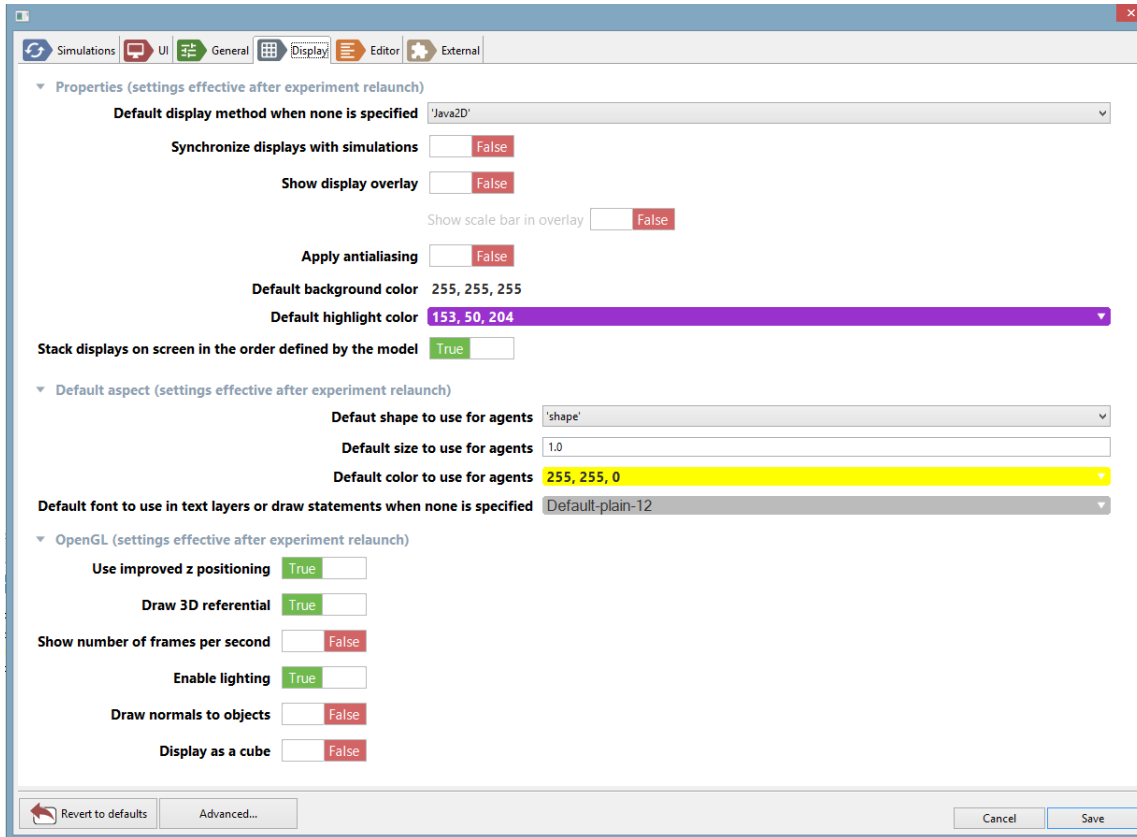 Simulations UI General Display Editor External
Properties (settings effective after experiment relaunch)
Default display method when none is specified 'Java2D'
Synchronize displays with simulations False
Show display overlay False
Show scale bar in overlay False
Apply antialiasing False
Default background color 255, 255, 255
Default highlight color 153, 50, 204
Stack displays on screen in the order defined by the model True
Default aspect (settings effective after experiment relaunch)
Defaut shape to use for agents 'shape'
Default size to use for agents 1.0
Default color to use for agents 255, 255, 0
Default font to use in text layers or draw statements when none is specified Default-plain-12
OpenGL (settings effective after experiment relaunch)
Use improved z positioning True
Draw 3D referential True
Show number of frames per second False
Enable lighting True
Draw normals to objects False
Display as a cube False
Revert to defaults Advanced... Cancel Save